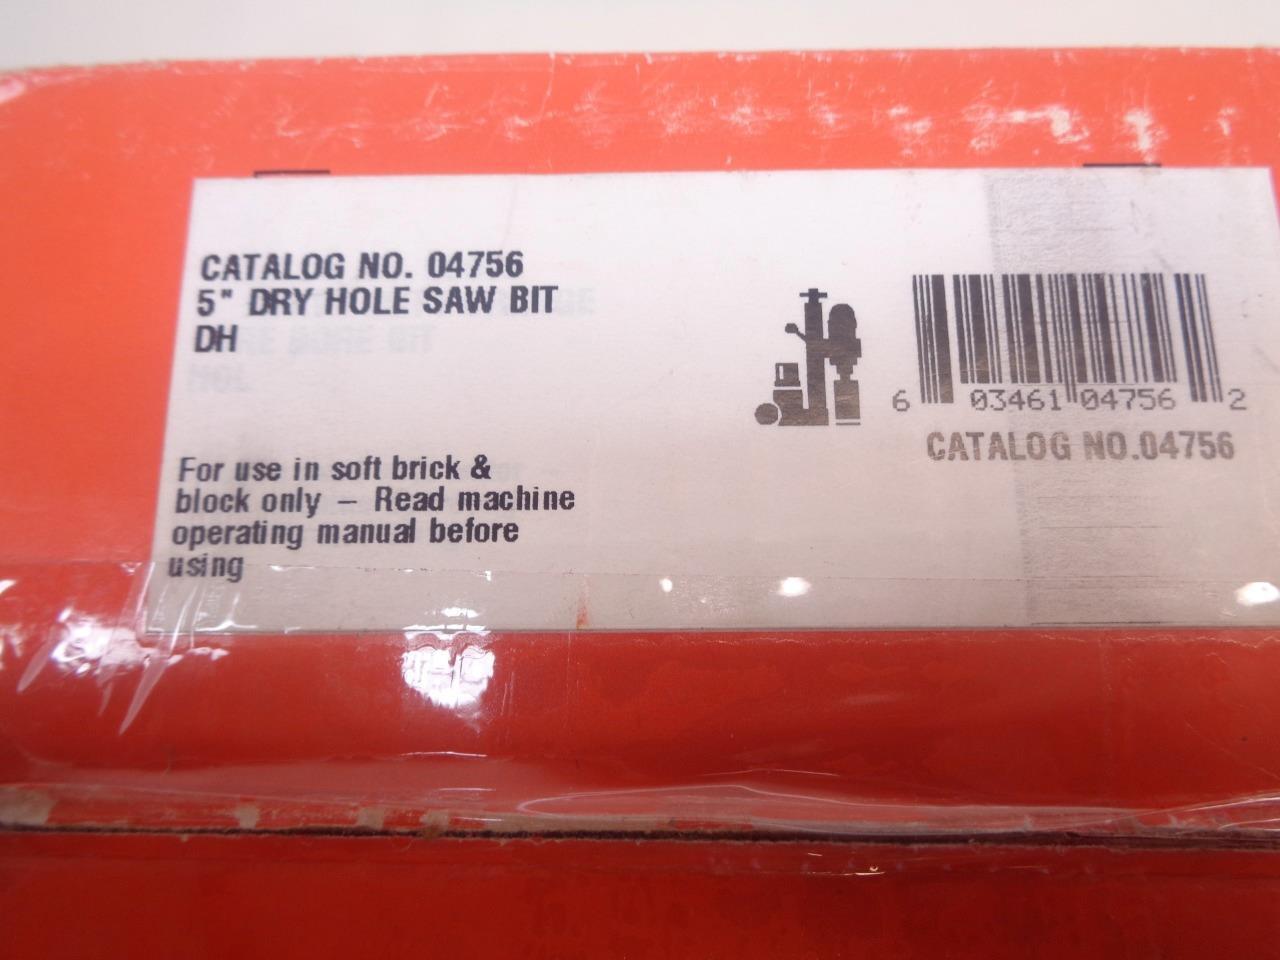 CATALOG NO. 04756
5" DRY HOLE SAW BIT
DH
For use in soft brick &
block only – Read machine
operating manual before
using
6 03461 04756 2
CATALOG NO.04756